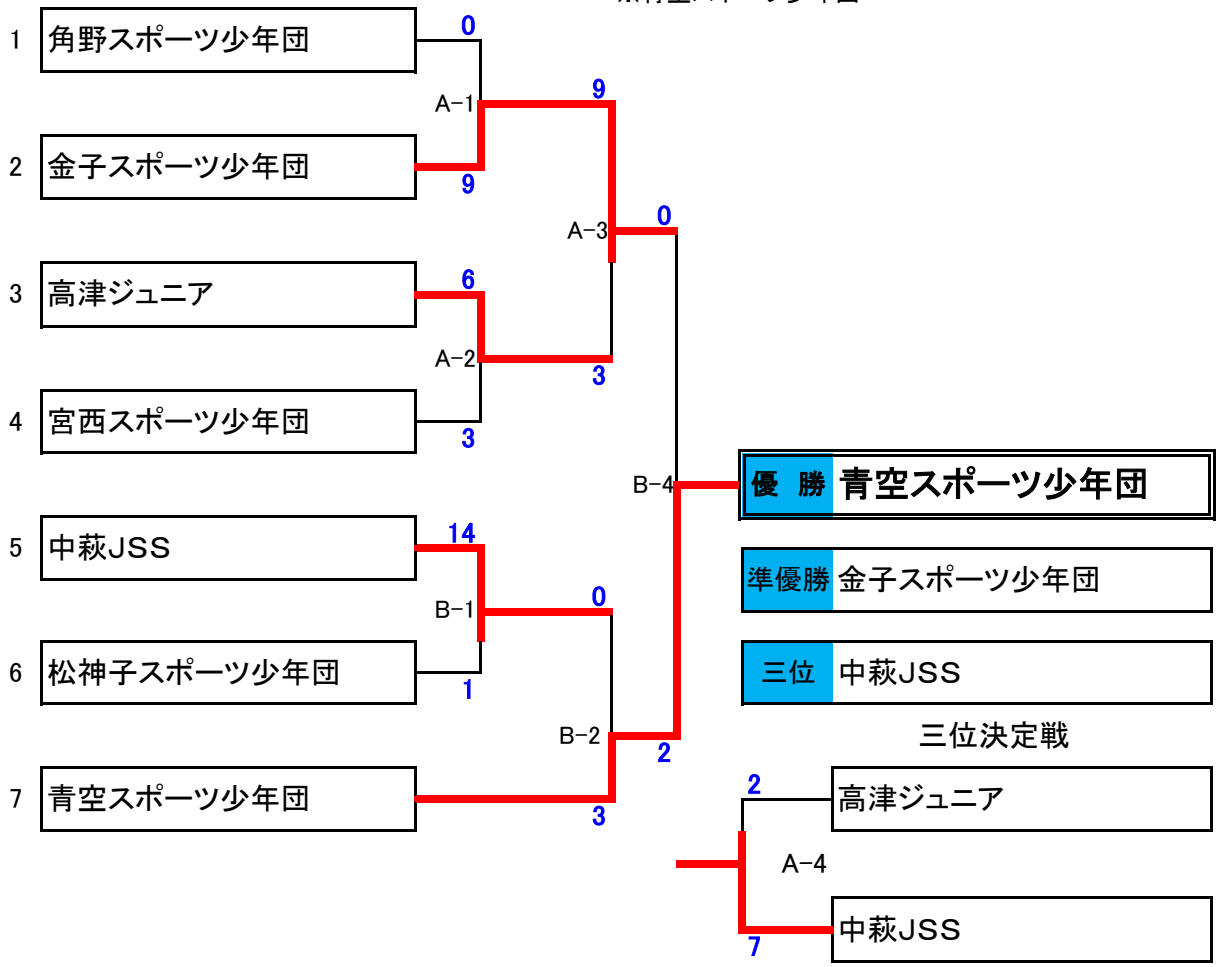 1 角野スポーツ少年団 0
A-1 9
2 金子スポーツ少年団 9
A-3 0
3 高津ジュニア 6
A-2 3
4 宮西スポーツ少年団 3
B-4 優 勝 青空スポーツ少年団
5 中萩JSS 14
準優勝 金子スポーツ少年団
B-1 0
6 松神子スポーツ少年団 1
三位 中萩JSS
B-2 2
三位決定戦
7 青空スポーツ少年団 3
2 高津ジュニア
A-4
7 中萩JSS